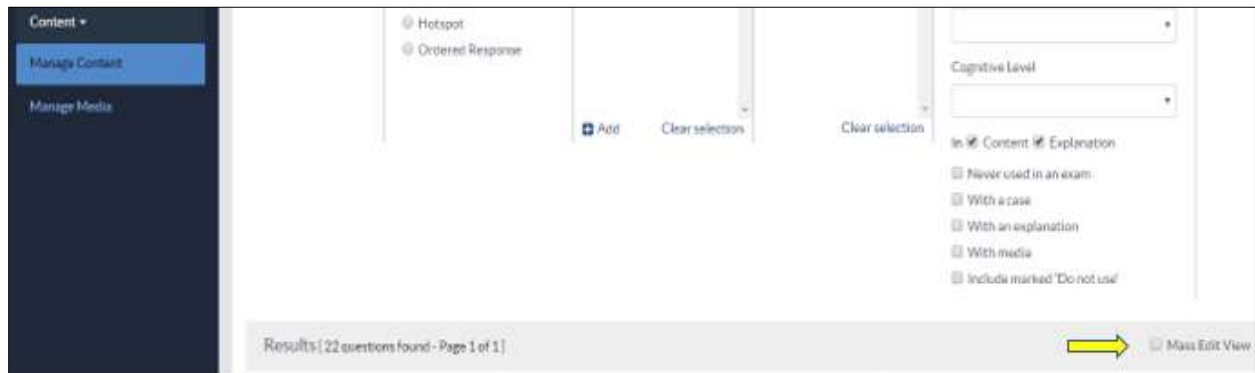 Content
Manage Content
Manage Media
Hotspot
Ordered Response
Add
Clear selection
Clear selection
Cognitive Level
In Content Explanation
Never used in an exam
With a case
With an explanation
With media
Include marked 'Do not use'
Results [ 22 questions found - Page 1 of 1 ]
Mass Edit View